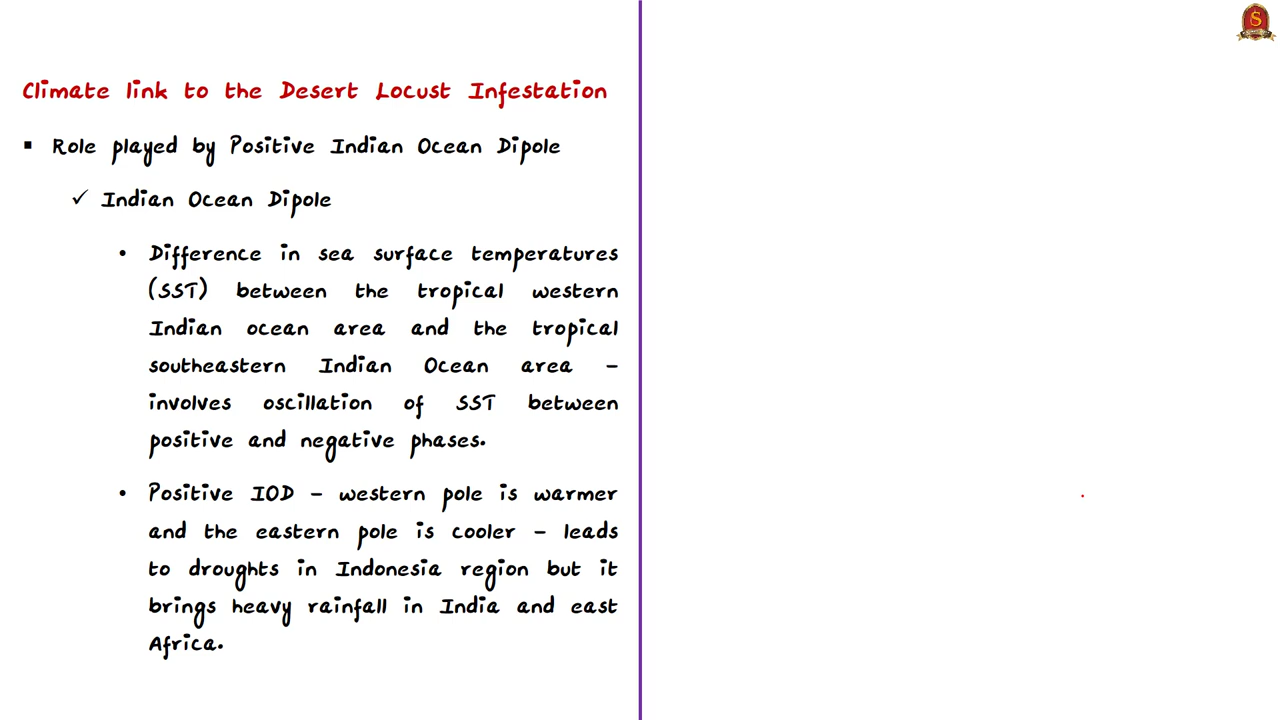 Climate link to the Desert Locust Infestation
▪ Role played by Positive Indian Ocean Dipole
✓ Indian Ocean Dipole
• Difference in sea surface temperatures
(SST) between the tropical western
Indian ocean area and the tropical
southeastern Indian Ocean area –
involves oscillation of SST between
positive and negative phases.
• Positive IOD – western pole is warmer
and the eastern pole is cooler – leads
to droughts in Indonesia region but it
brings heavy rainfall in India and east
Africa.
S